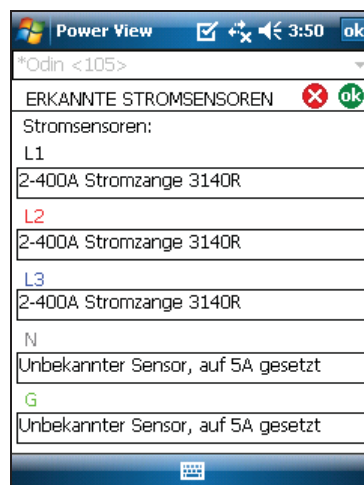 Power View 3:50 ok
*Odin <105>
ERKANNTE STROMSENSOREN ok
Stromsensoren:
L1
2-400A Stromzange 3140R
L2
2-400A Stromzange 3140R
L3
2-400A Stromzange 3140R
N
Unbekannter Sensor, auf 5A gesetzt
G
Unbekannter Sensor, auf 5A gesetzt